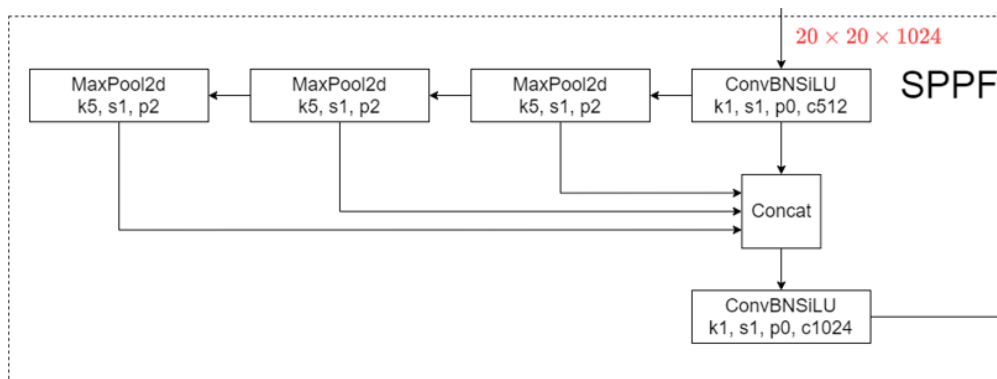 20 × 20 × 1024
SPPF
MaxPool2d
k5, s1, p2
MaxPool2d
k5, s1, p2
MaxPool2d
k5, s1, p2
ConvBNSiLU
k1, s1, p0, c512
Concat
ConvBNSiLU
k1, s1, p0, c1024